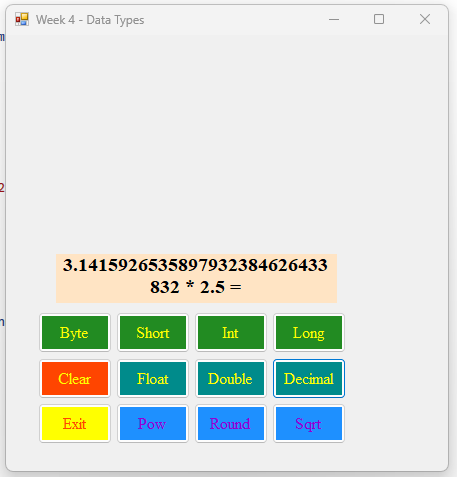 Week 4 - Data Types
3.1415926535897932384626433
832 * 2.5 =
Byte Short Int Long
Clear Float Double Decimal
Exit Pow Round Sqrt